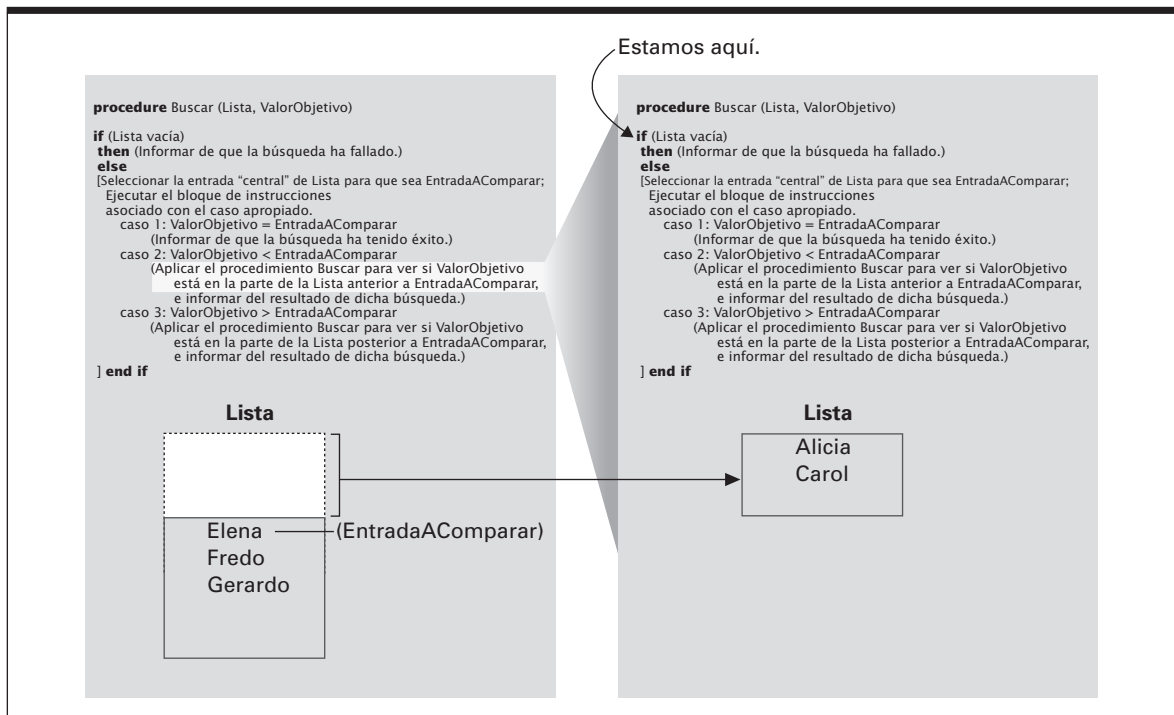 Estamos aquí.
procedure Buscar (Lista, ValorObjetivo)
if (Lista vacía)
then (Informar de que la búsqueda ha fallado.)
else
[Seleccionar la entrada “central” de Lista para que sea EntradaAComparar;
Ejecutar el bloque de instrucciones
asociado con el caso apropiado.
caso 1: ValorObjetivo = EntradaAComparar
(Informar de que la búsqueda ha tenido éxito.)
caso 2: ValorObjetivo < EntradaAComparar
(Aplicar el procedimiento Buscar para ver si ValorObjetivo
está en la parte de la Lista anterior a EntradaAComparar,
e informar del resultado de dicha búsqueda.)
caso 3: ValorObjetivo > EntradaAComparar
(Aplicar el procedimiento Buscar para ver si ValorObjetivo
está en la parte de la Lista posterior a EntradaAComparar,
e informar del resultado de dicha búsqueda.)
] end if
Lista
Elena (EntradaAComparar)
Fredo
Gerardo
procedure Buscar (Lista, ValorObjetivo)
if (Lista vacía)
then (Informar de que la búsqueda ha fallado.)
else
[Seleccionar la entrada “central” de Lista para que sea EntradaAComparar;
Ejecutar el bloque de instrucciones
asociado con el caso apropiado.
caso 1: ValorObjetivo = EntradaAComparar
(Informar de que la búsqueda ha tenido éxito.)
caso 2: ValorObjetivo < EntradaAComparar
(Aplicar el procedimiento Buscar para ver si ValorObjetivo
está en la parte de la Lista anterior a EntradaAComparar,
e informar del resultado de dicha búsqueda.)
caso 3: ValorObjetivo > EntradaAComparar
(Aplicar el procedimiento Buscar para ver si ValorObjetivo
está en la parte de la Lista posterior a EntradaAComparar,
e informar del resultado de dicha búsqueda.)
] end if
Lista
Alicia
Carol